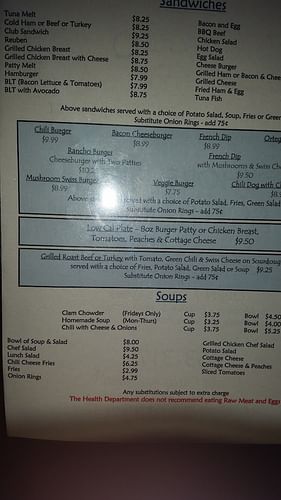 Sandwiches
Tuna Melt $8.25
Cold Ham or Beef or Turkey $8.25
Club Sandwich $9.25
Reuben $8.50
Grilled Chicken Breast $8.25
Grilled Chicken Breast with Cheese $8.75
Patty Melt $8.50
Hamburger $7.99
BLT (Bacon Lettuce & Tomatoes) $7.99
BLT with Avocado $8.75
Bacon and Egg
BBQ Beef
Chicken Salad
Hot Dog
Egg Salad
Cheese Burger
Grilled Ham or Bacon & Chee
Grilled Cheese
Fried Ham & Egg
Tuna Fish
Above sandwiches served with a choice of Potato Salad, Soup, Fries or Green
Substitute Onion Rings - add 75¢
Chili Burger Bacon Cheeseburger French Dip
$9.99 $8.99 $8.99
Rancho Burger French Dip
Cheeseburger with Two Patties with Mushrooms & Swiss Ch
$9.50
Mushroom Swiss Burger Veggie Burger Chili Dog with C
$8.99 $7.75
Above served with a choice of Potato Salad, Fries, Green Salad
Substitute Onion Rings - add 75¢
Low Cal Plate - 8oz Burger Patty or Chicken Breast,
Tomatoes, Peaches & Cottage Cheese $9.50
Grilled Roast Beef or Turkey with Tomato, Green Chili & Swiss Cheese on Sourdoug
served with a choice of Fries, Potato Salad, Green Salad or Soup $9.25
Substitute Onion Rings - add 75¢
Soups
Clam Chowder (Fridays Only) Cup $3.75 Bowl $4.50
Homemade Soup (Mon-Thurs) Cup $3.25 Bowl $4.00
Chili with Cheese & Onions Cup $3.75 Bowl $5.25
Bowl of Soup & Salad $8.00
Chef Salad $9.50
Lunch Salad $4.25
Chili Cheese Fries $6.25
Fries $2.99
Onion Rings $4.75
Grilled Chicken Chef Salad
Potato Salad
Cottage Cheese
Cottage Cheese & Peaches
Sliced Tomatoes
Any substitutions subject to extra charge
The Health Department does not recommend eating Raw Meat and Eggs